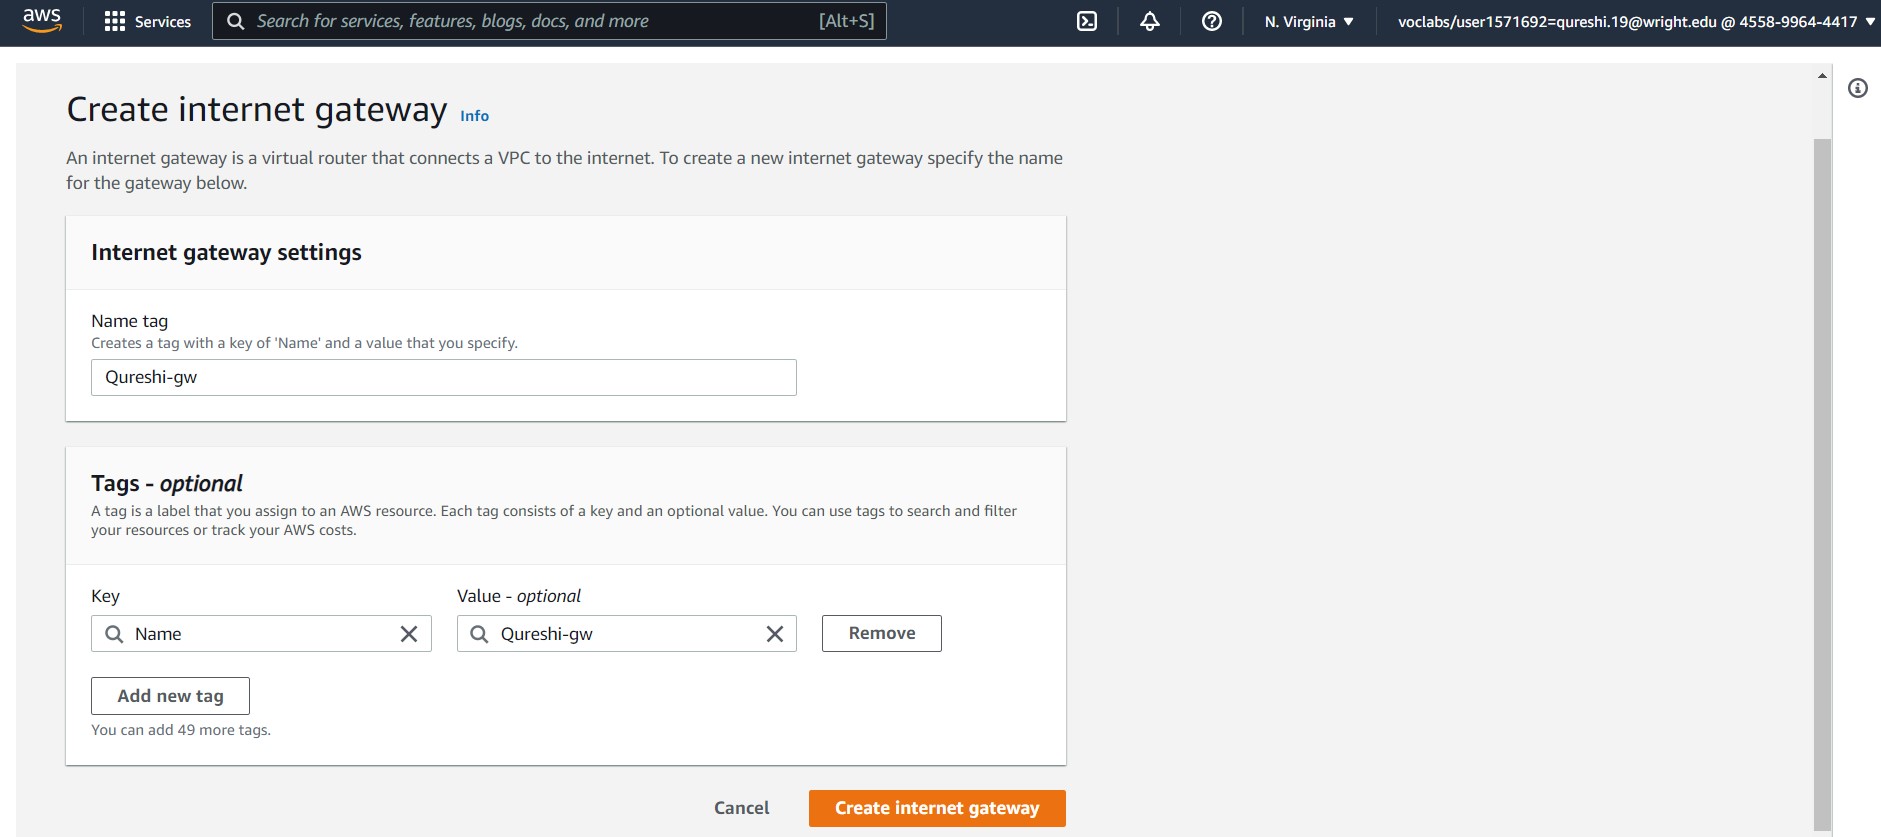 aws
Services
Search for services, features, blogs, docs, and more [Alt+S]
N. Virginia ▼
voclabs/user1571692=qureshi.19@wright.edu @ 4558-9964-4417 ▼
Create internet gateway Info
An internet gateway is a virtual router that connects a VPC to the internet. To create a new internet gateway specify the name
for the gateway below.
Internet gateway settings
Name tag
Creates a tag with a key of 'Name' and a value that you specify.
Qureshi-gw
Tags - optional
A tag is a label that you assign to an AWS resource. Each tag consists of a key and an optional value. You can use tags to search and filter
your resources or track your AWS costs.
Key Value - optional
Name Qureshi-gw Remove
Add new tag
You can add 49 more tags.
Cancel Create internet gateway